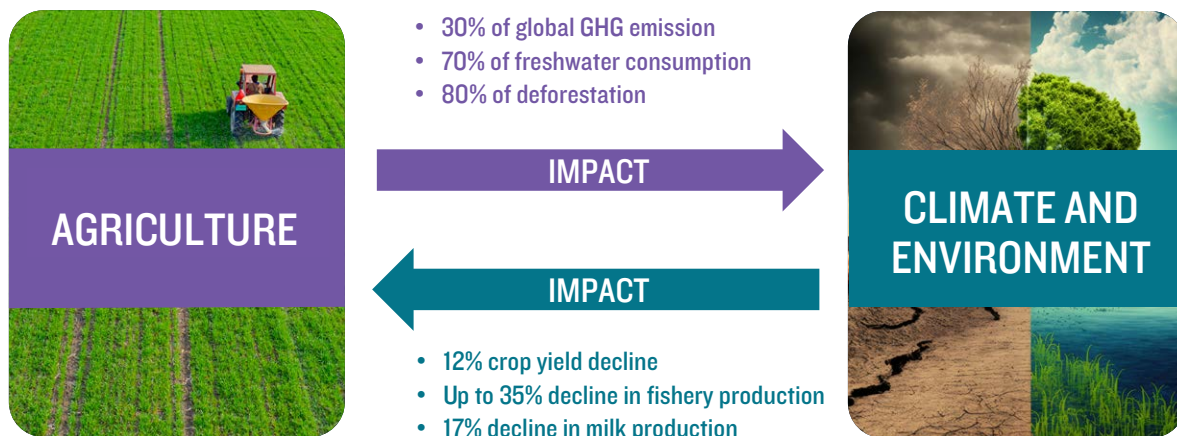 • 30% of global GHG emission
• 70% of freshwater consumption
• 80% of deforestation
IMPACT
AGRICULTURE
CLIMATE AND
ENVIRONMENT
IMPACT
• 12% crop yield decline
• Up to 35% decline in fishery production
• 17% decline in milk production